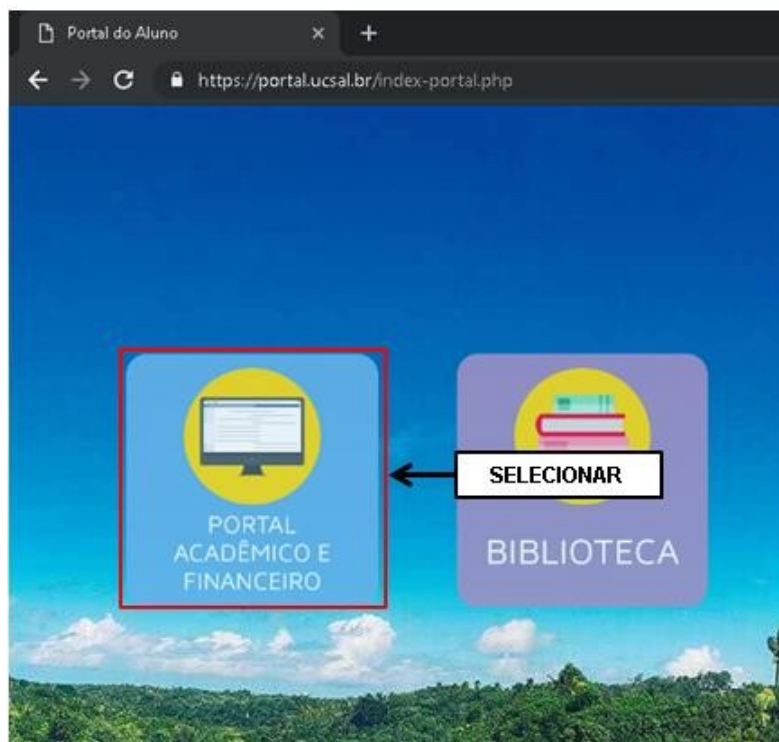 Portal do Aluno
https://portal.ucsal.br/index-portal.php
PORTAL
ACADÊMICO E
FINANCEIRO
SELECIONAR
BIBLIOTECA